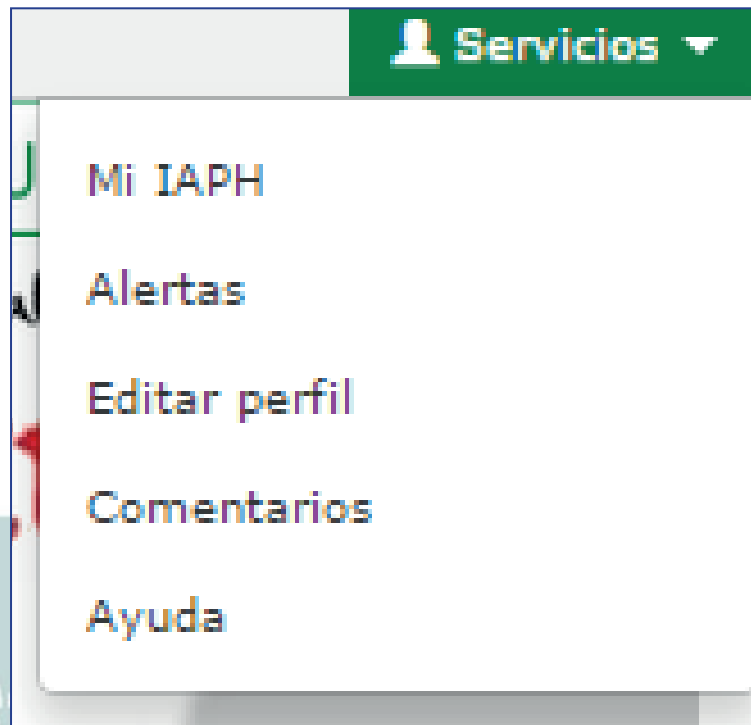 Servicios
Mi IAPH
Alertas
Editar perfil
Comentarios
Ayuda